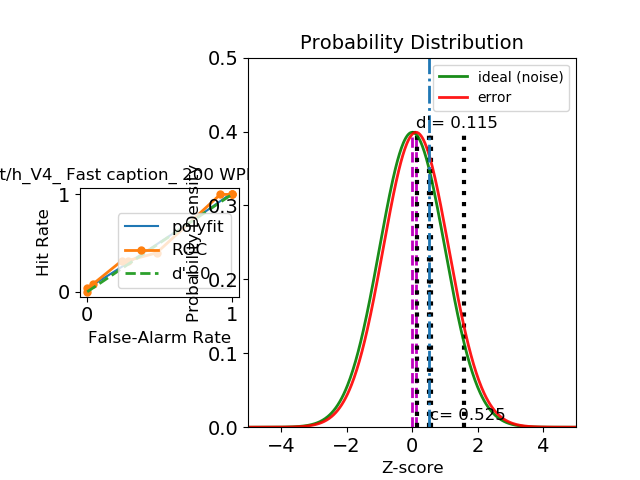 Probability Distribution
t/h_V4_ Fast caption_ 200 WP
1
0
Hit Rate
0
1
False-Alarm Rate
polyfit
ROC
d' = 0
Probability Density
0.5
0.4
0.3
0.2
0.1
0.0
ideal (noise)
error
d' = 0.115
c= 0.525
−4
−2
0
2
4
Z-score